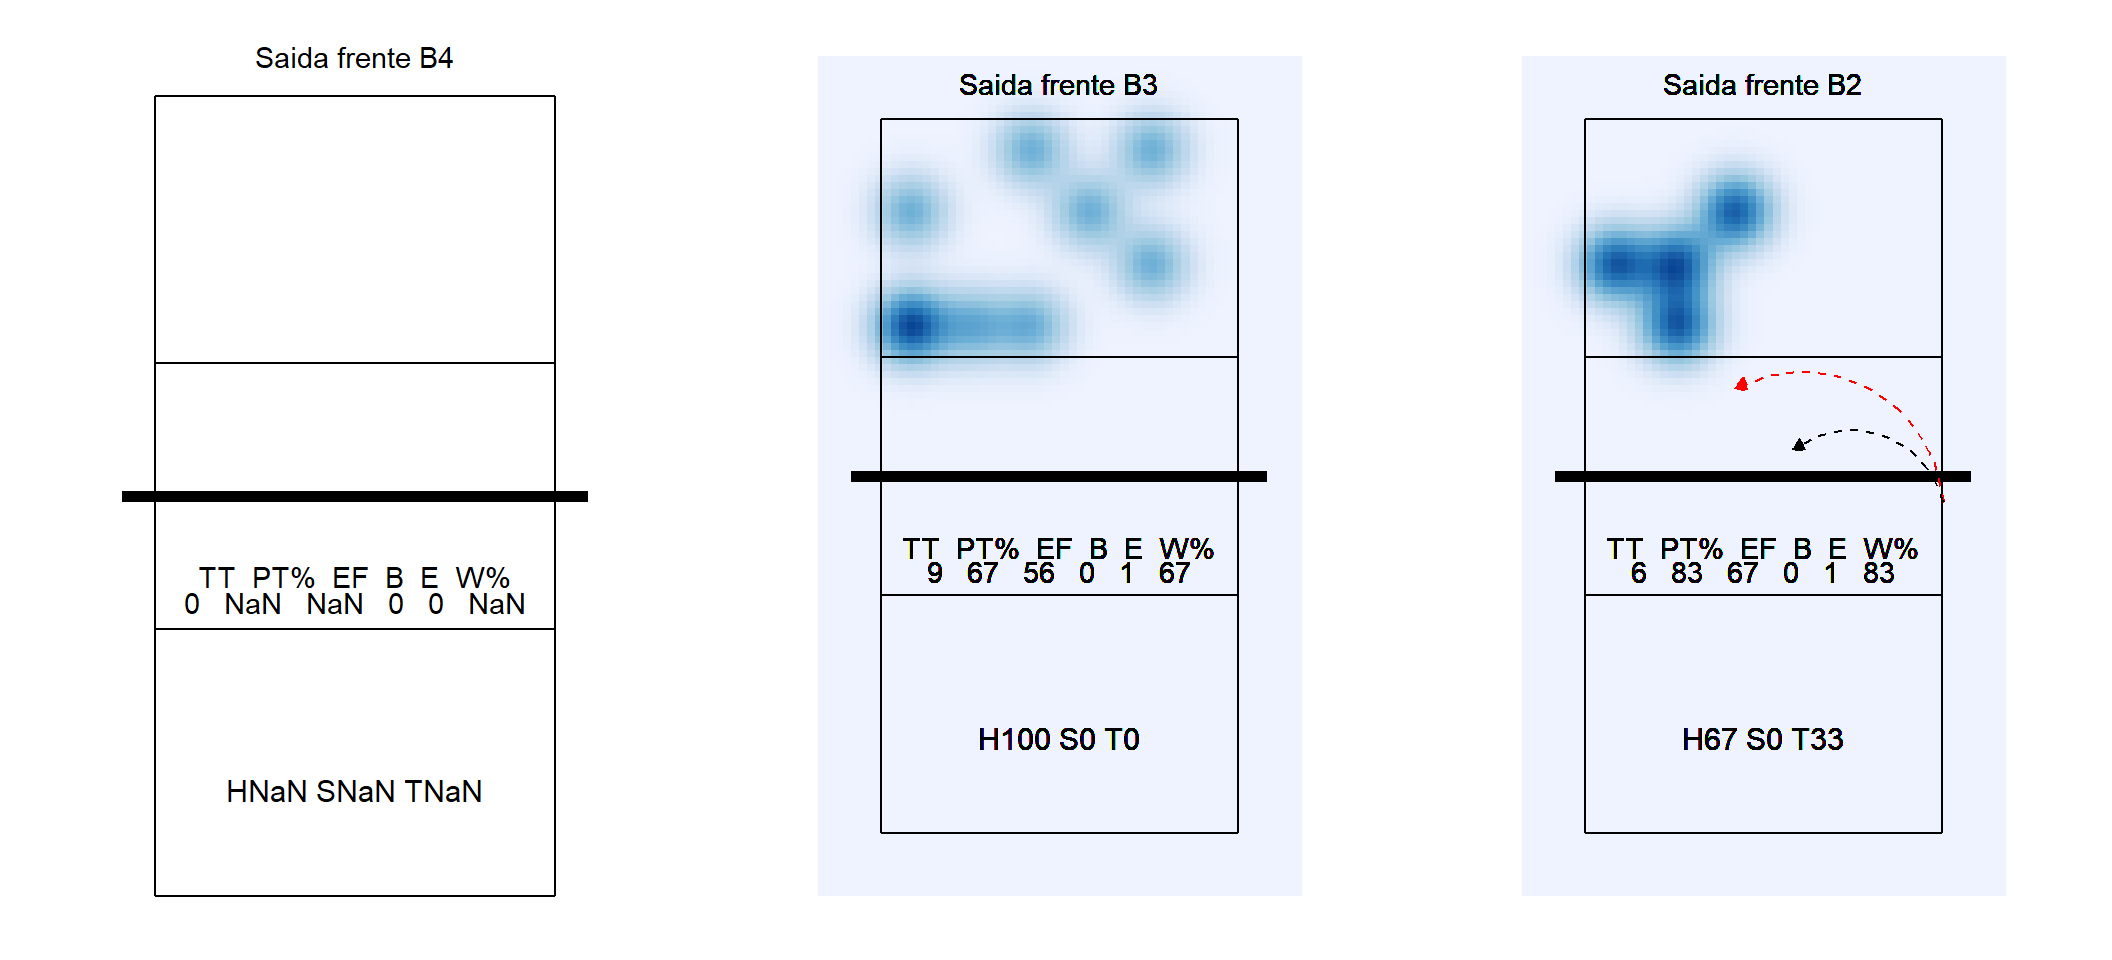 Saida frente B4
TT PT% EF B E W%
0 NaN NaN 0 0 NaN
HNaN SNaN TNaN
Saida frente B3
TT PT% EF B E W%
9 67 56 0 1 67
H100 S0 T0
Saida frente B2
TT PT% EF B E W%
6 83 67 0 1 83
H67 S0 T33